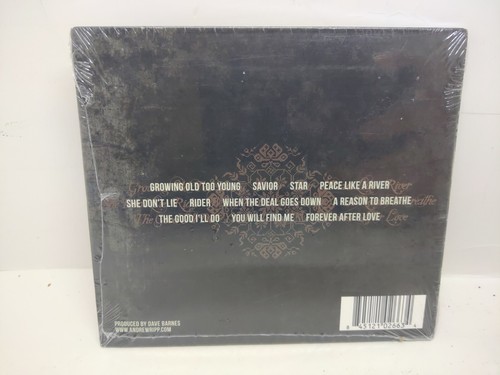 GROWING OLD TOO YOUNG SAVIOR STAR PEACE LIKE A RIVER
SHE DON'T LIE RIDER WHEN THE DEAL GOES DOWN A REASON TO BREATHE
THE GOOD I'LL DO YOU WILL FIND ME FOREVER AFTER LOVE
PRODUCED BY DAVE BARNES
WWW.ANDREWRIPP.COM